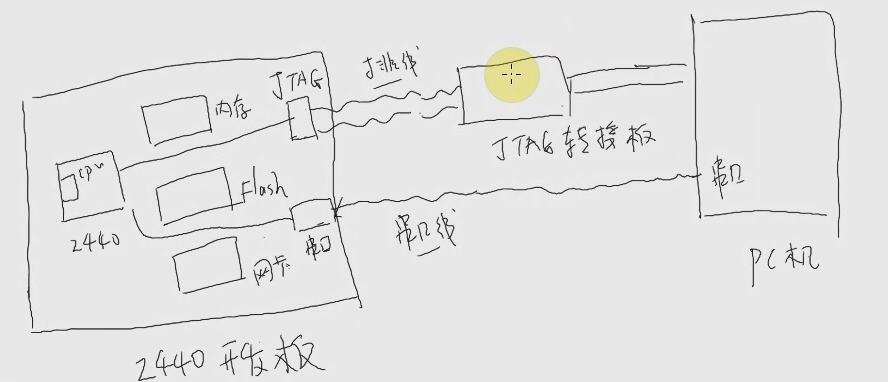 JTAG
排线
内存
JTAG转接板
cpu
Flash
2440
串口
网卡
串口线
串口
PC机
2440开发板